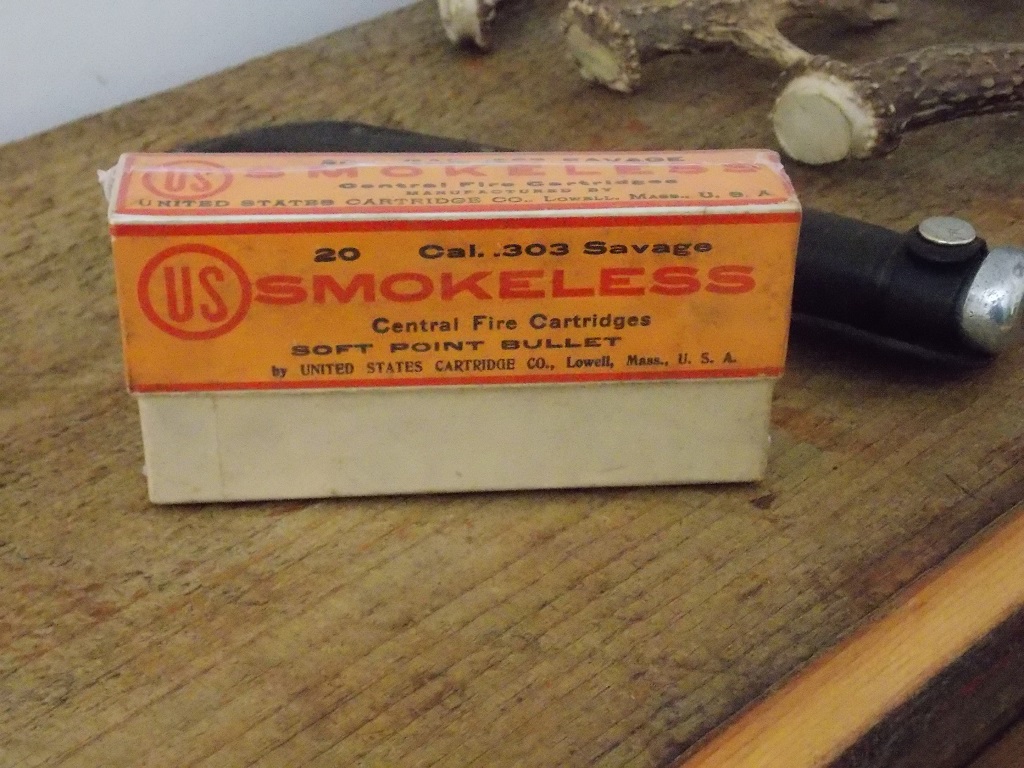 SAVAGE
US SMOKELESS
Central Fire Cartridges
MANUFACTURED BY
UNITED STATES CARTRIDGE CO., LOWELL, MASS., U. S. A
20 Cal. .303 Savage
US SMOKELESS
Central Fire Cartridges
SOFT POINT BULLET
by UNITED STATES CARTRIDGE CO., Lowell, Mass., U. S. A.